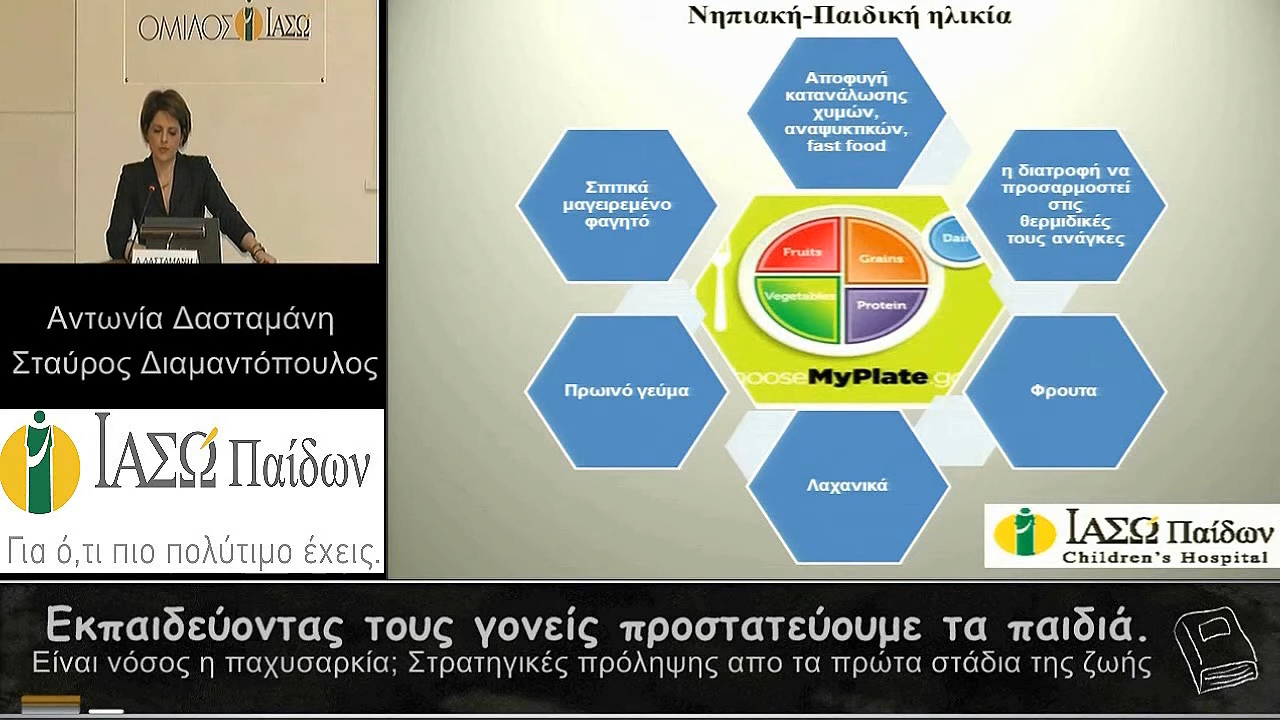 ΟΜΙΛΟΣ ΙΑΣΩ
Αντωνία Δασταμάνη
Σταύρος Διαμαντόπουλος
ΙΑΣΩ Παίδων
Για ό,τι πιο πολύτιμο έχεις.
Νηπιακή-Παιδική ηλικία
Αποφυγή
κατανάλωσης
χυμών,
αναψυκτικών,
fast food
η διατροφή να
προσαρμοστεί
στις
θερμιδικές
τους ανάγκες
Φρουτα
Λαχανικά
Πρωινό γεύμα
Σπιτικά
μαγειρεμένο
φαγητό
Fruits
Grains
Vegetables
Protein
MyPlate
ΙΑΣΩ Παίδων
Children's Hospital
Εκπαιδεύοντας τους γονείς προστατεύουμε τα παιδιά.
Είναι νόσος η παχυσαρκία; Στρατηγικές πρόληψης απο τα πρώτα στάδια της ζωής